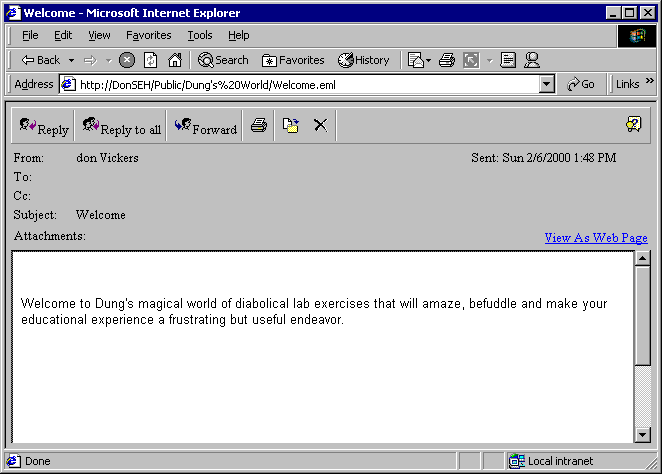 Welcome - Microsoft Internet Explorer
File Edit View Favorites Tools Help
Back Search Favorites History
Address http://DonSEH/Public/Dung's%20World/Welcome.eml Go Links »
Reply Reply to all Forward
From: don Vickers Sent: Sun 2/6/2000 1:48 PM
To:
Cc:
Subject: Welcome
Attachments: View As Web Page
Welcome to Dung's magical world of diabolical lab exercises that will amaze, befuddle and make your
educational experience a frustrating but useful endeavor.
Done Local intranet